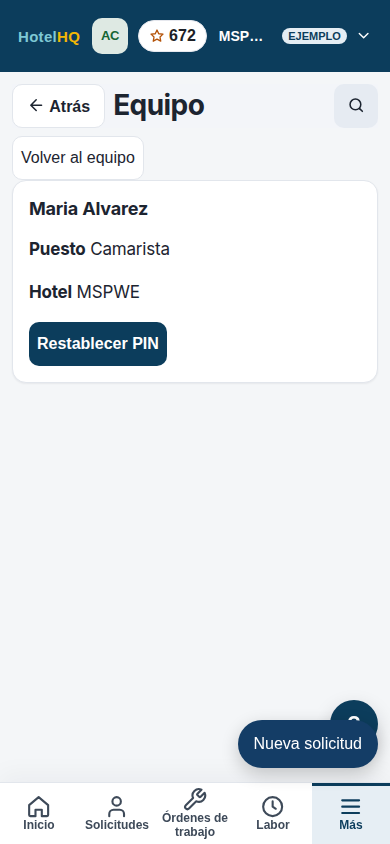 HotelHQ AC 672 MSP... EJEMPLO
Atrás Equipo
Volver al equipo
Maria Alvarez
Puesto Camarista
Hotel MSPWE
Restablecer PIN
Nueva solicitud
Inicio Solicitudes Órdenes de trabajo Labor Más